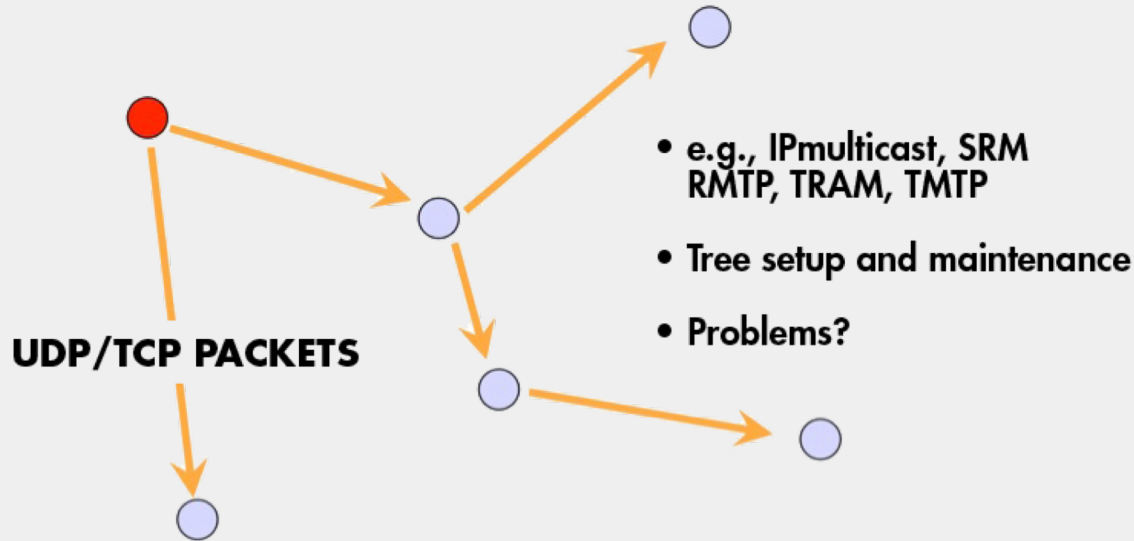 • e.g., IPmulticast, SRM
RMTP, TRAM, TMTP
• Tree setup and maintenance
• Problems?
UDP/TCP PACKETS